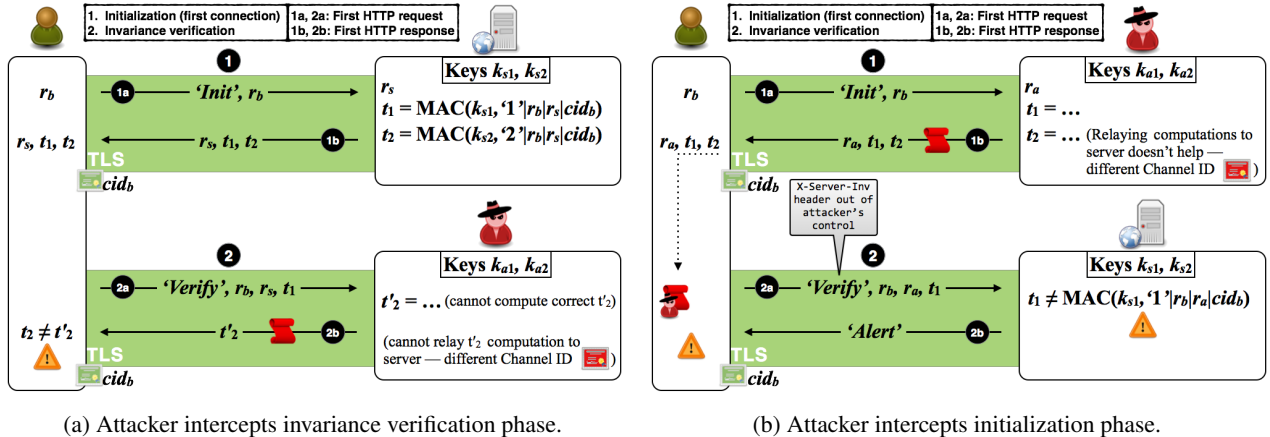 1. Initialization (first connection)
2. Invariance verification
1a, 2a: First HTTP request
1b, 2b: First HTTP response
1
Keys k_s1, k_s2
r_b
1a
'Init', r_b
r_s
t_1 = MAC(k_s1,'1'|r_b|r_s|cid_b)
t_2 = MAC(k_s2,'2'|r_b|r_s|cid_b)
r_s, t_1, t_2
r_s, t_1, t_2
1b
TLS
cid_b
2
Keys k_a1, k_a2
2a
'Verify', r_b, r_s, t_1
t'_2 = … (cannot compute correct t'_2)
t_2 ≠ t'_2
t'_2
2b
(cannot relay t'_2 computation to
server — different Channel ID )
TLS
cid_b
(a) Attacker intercepts invariance verification phase.
1. Initialization (first connection)
2. Invariance verification
1a, 2a: First HTTP request
1b, 2b: First HTTP response
1
Keys k_a1, k_a2
r_b
1a
'Init', r_b
r_a
t_1 = …
t_2 = … (Relaying computations to
server doesn't help —
different Channel ID )
r_a, t_1, t_2
r_a, t_1, t_2
1b
TLS
cid_b
X-Server-Inv
header out of
attacker's
control
2
Keys k_s1, k_s2
2a
'Verify', r_b, r_a, t_1
t_1 ≠ MAC(k_s1,'1'|r_b|r_a|cid_b)
'Alert'
2b
TLS
cid_b
(b) Attacker intercepts initialization phase.